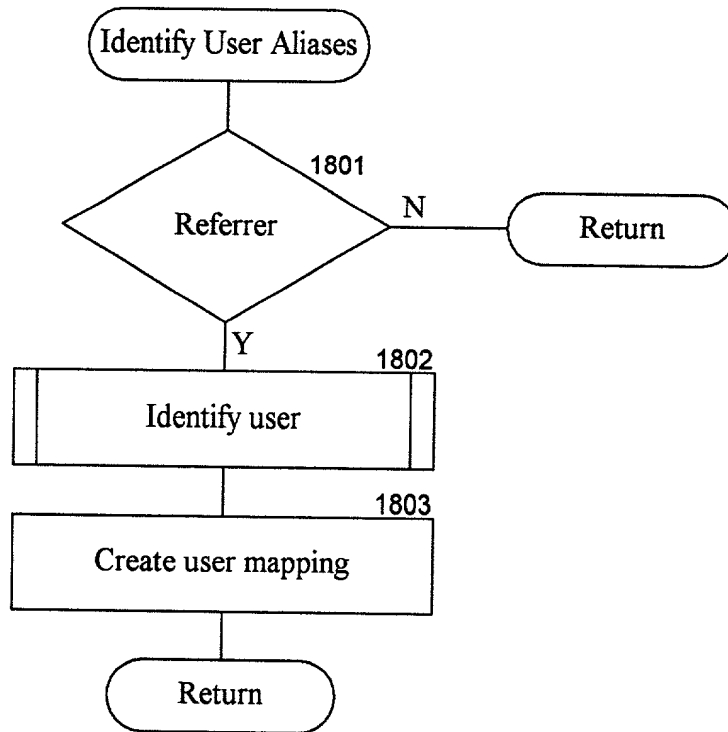 Identify User Aliases
1801
Referrer
N
Return
Y
1802
Identify user
1803
Create user mapping
Return